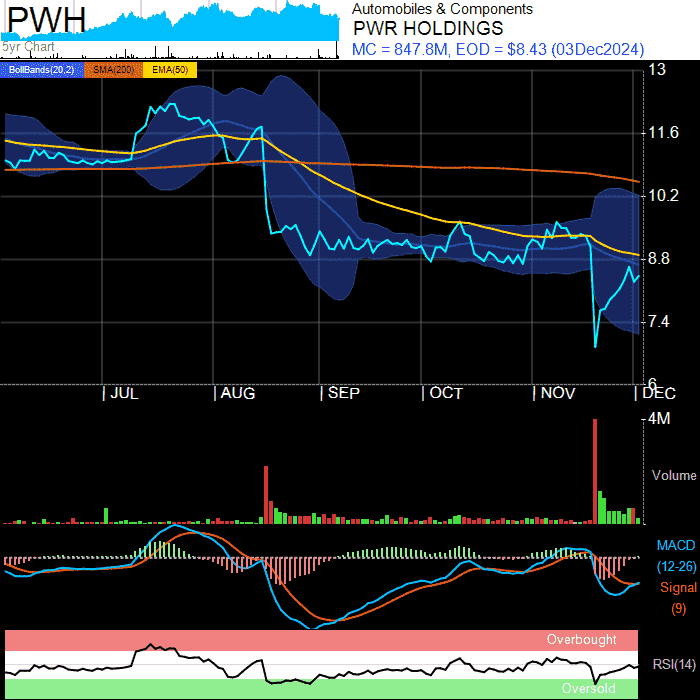 PWH
5yr Chart
Automobiles & Components
PWR HOLDINGS
MC = 847.8M, EOD = $8.43 (03Dec2024)
BollBands(20,2) SMA(200) EMA(50)
13
11.6
10.2
8.8
7.4
6
JUL AUG SEP OCT NOV DEC
4M
Volume
MACD
(12-26)
Signal
(9)
Overbought
RSI(14)
Oversold